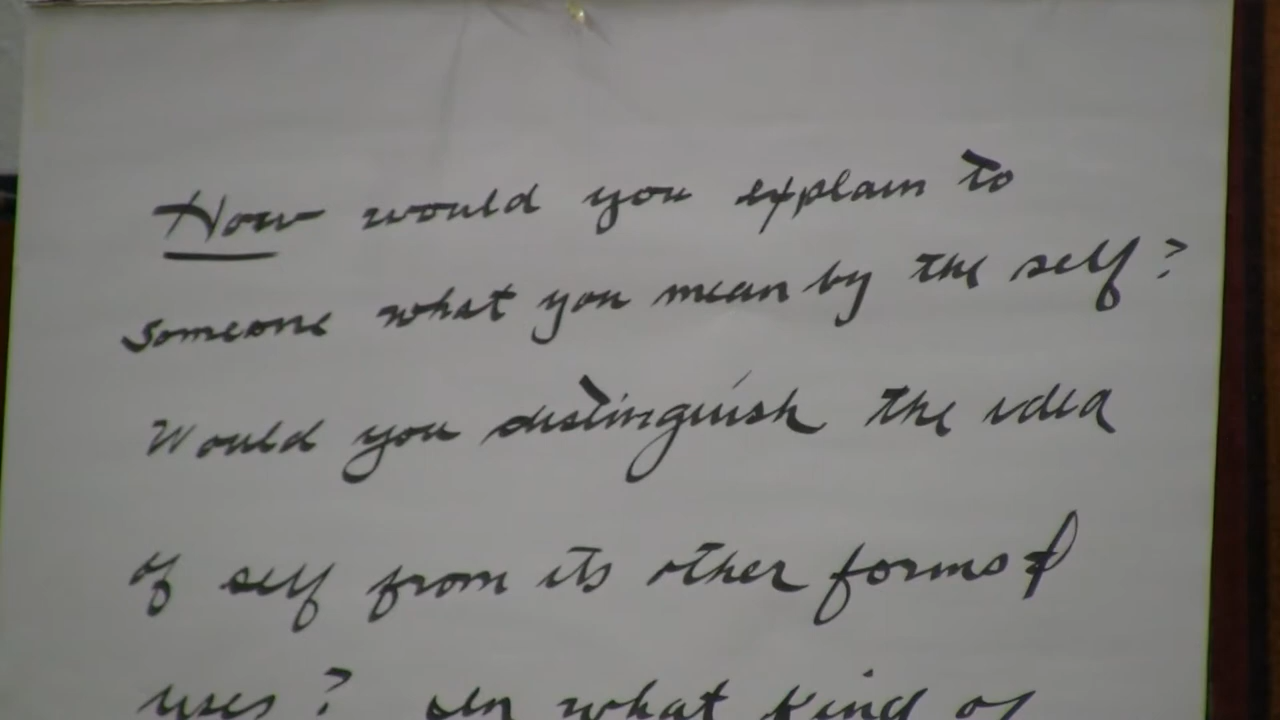 How would you explain to
someone what you mean by the self?
Would you distinguish the idea
of self from its other forms &
uses? In what kind of